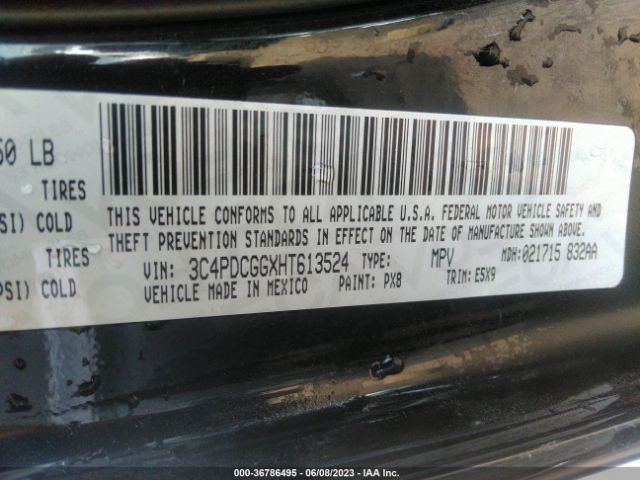 50 LB
TIRES
SI) COLD
TIRES
PSI) COLD
THIS VEHICLE CONFORMS TO ALL APPLICABLE U.S.A. FEDERAL MOTOR VEHICLE SAFETY AND
THEFT PREVENTION STANDARDS IN EFFECT ON THE DATE OF MANUFACTURE SHOWN ABOVE.
VIN: 3C4PDCGGXHT613524 TYPE: MPV MDH:021715 832AA
VEHICLE MADE IN MEXICO PAINT: PX8 TRIM: E5X9
000-36786495 - 06/08/2023 - IAA Inc.